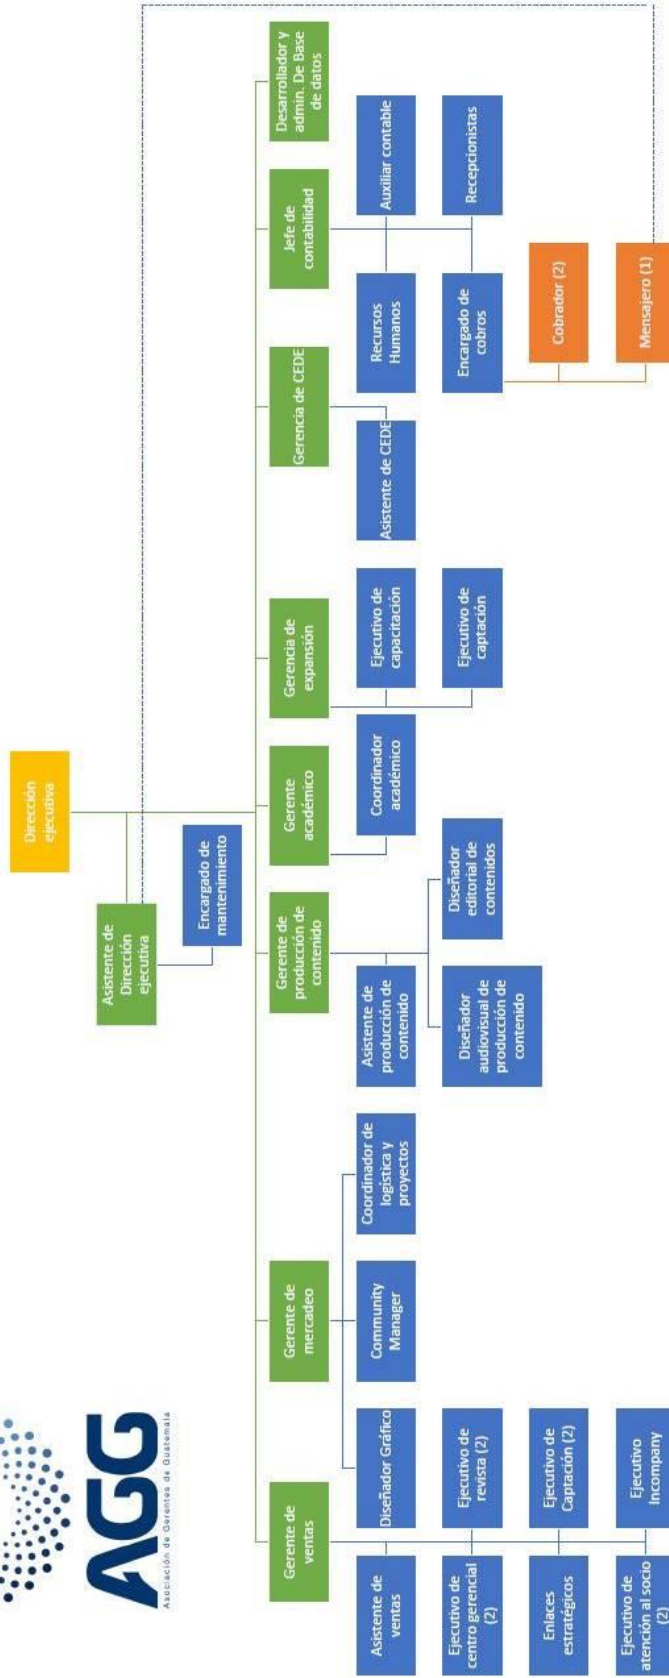 AGG
Asociación de Gerentes de Guatemala
Dirección
ejecutiva
Asistente de
Dirección
ejecutiva
Encargado de
mantenimiento
Gerente de
ventas
Gerente de
mercadeo
Gerente de
producción de
contenido
Gerente
académico
Gerencia de
expansión
Gerencia de CEDE
Jefe de
contabilidad
Desarrollador y
admin. De Base
de datos
Asistente de
ventas
Diseñador Gráfico
Community
Manager
Coordinador de
logística y
proyectos
Asistente de
producción de
contenido
Coordinador
académico
Ejecutivo de
capacitación
Asistente de CEDE
Recursos
Humanos
Auxiliar contable
Ejecutivo de
centro gerencial
(2)
Ejecutivo de
revista (2)
Diseñador
audiovisual de
producción de
contenido
Diseñador
editorial de
contenidos
Ejecutivo de
captación
Encargado de
cobros
Recepcionistas
Enlaces
estratégicos
Ejecutivo de
Captación (2)
Cobrador (2)
Ejecutivo de
atención al socio
(2)
Ejecutivo
Incompany
Mensajero (1)